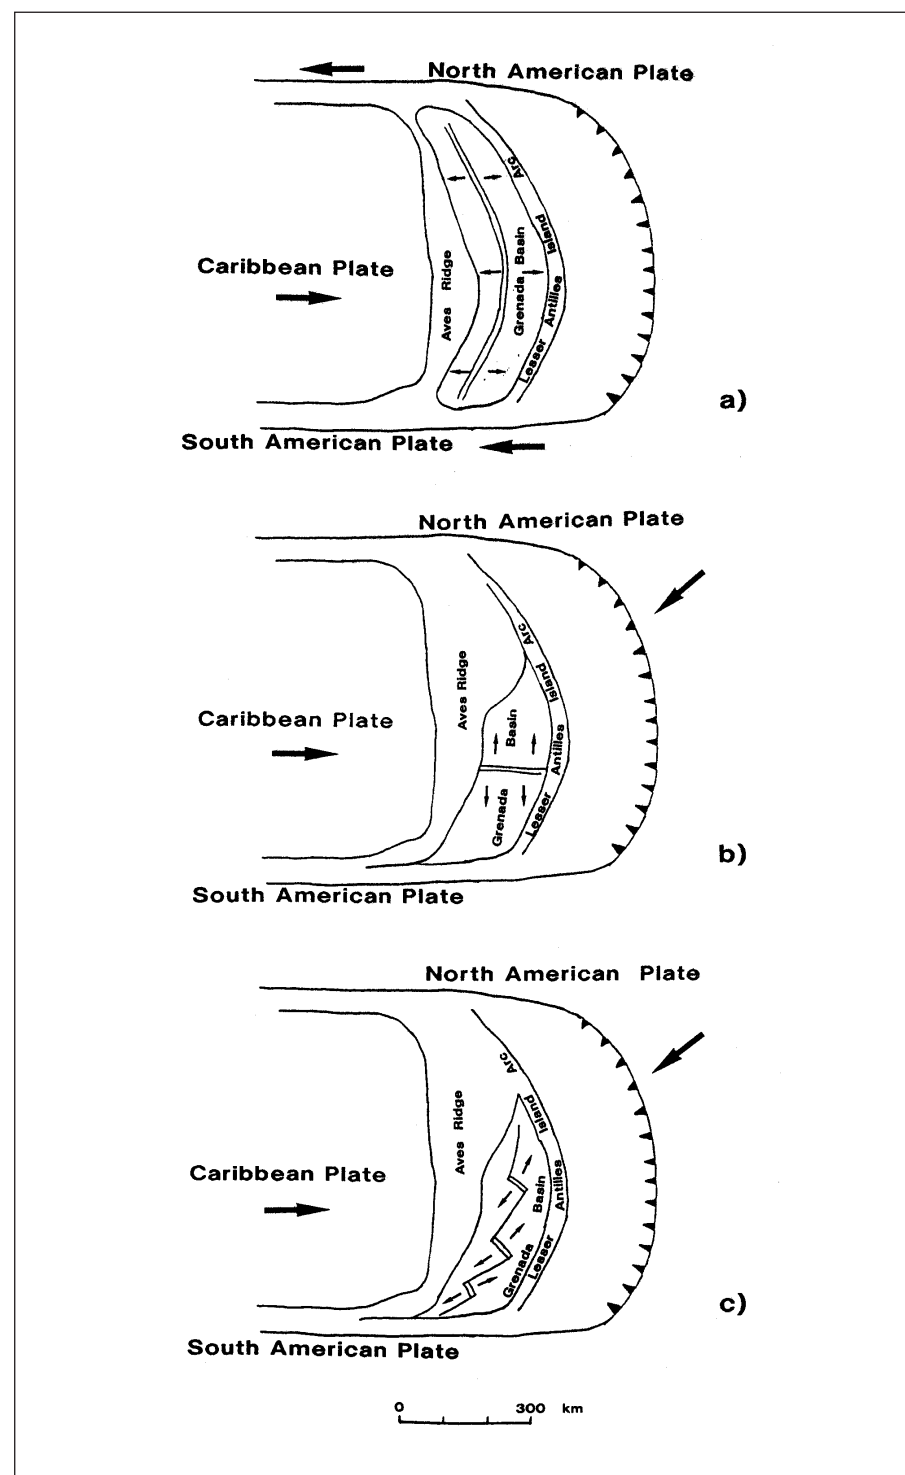 North American Plate
Arc
Island
Basin
Caribbean Plate
Aves Ridge
Grenada
Antilles
Lesser
a)
South American Plate
North American Plate
Arc
Island
Aves Ridge
Caribbean Plate
Basin
Antilles
Grenada
Lesser
b)
South American Plate
North American Plate
Arc
Island
Aves Ridge
Caribbean Plate
Basin
Antilles
Grenada
Lesser
c)
South American Plate
0 300 km